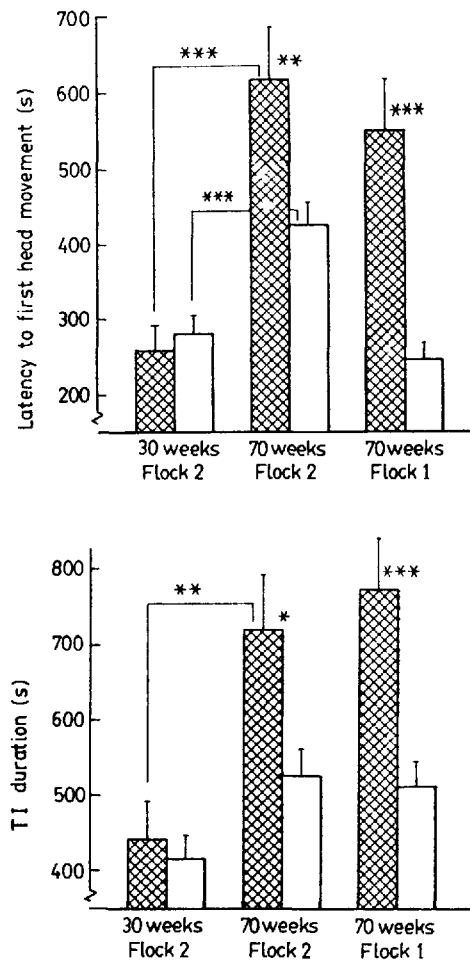 Latency to first head movement (s)
700
600
500
400
300
200
***
**
***
***
30 weeks
Flock 2
70 weeks
Flock 2
70 weeks
Flock 1
TI duration (s)
800
700
600
500
400
**
*
***
30 weeks
Flock 2
70 weeks
Flock 2
70 weeks
Flock 1